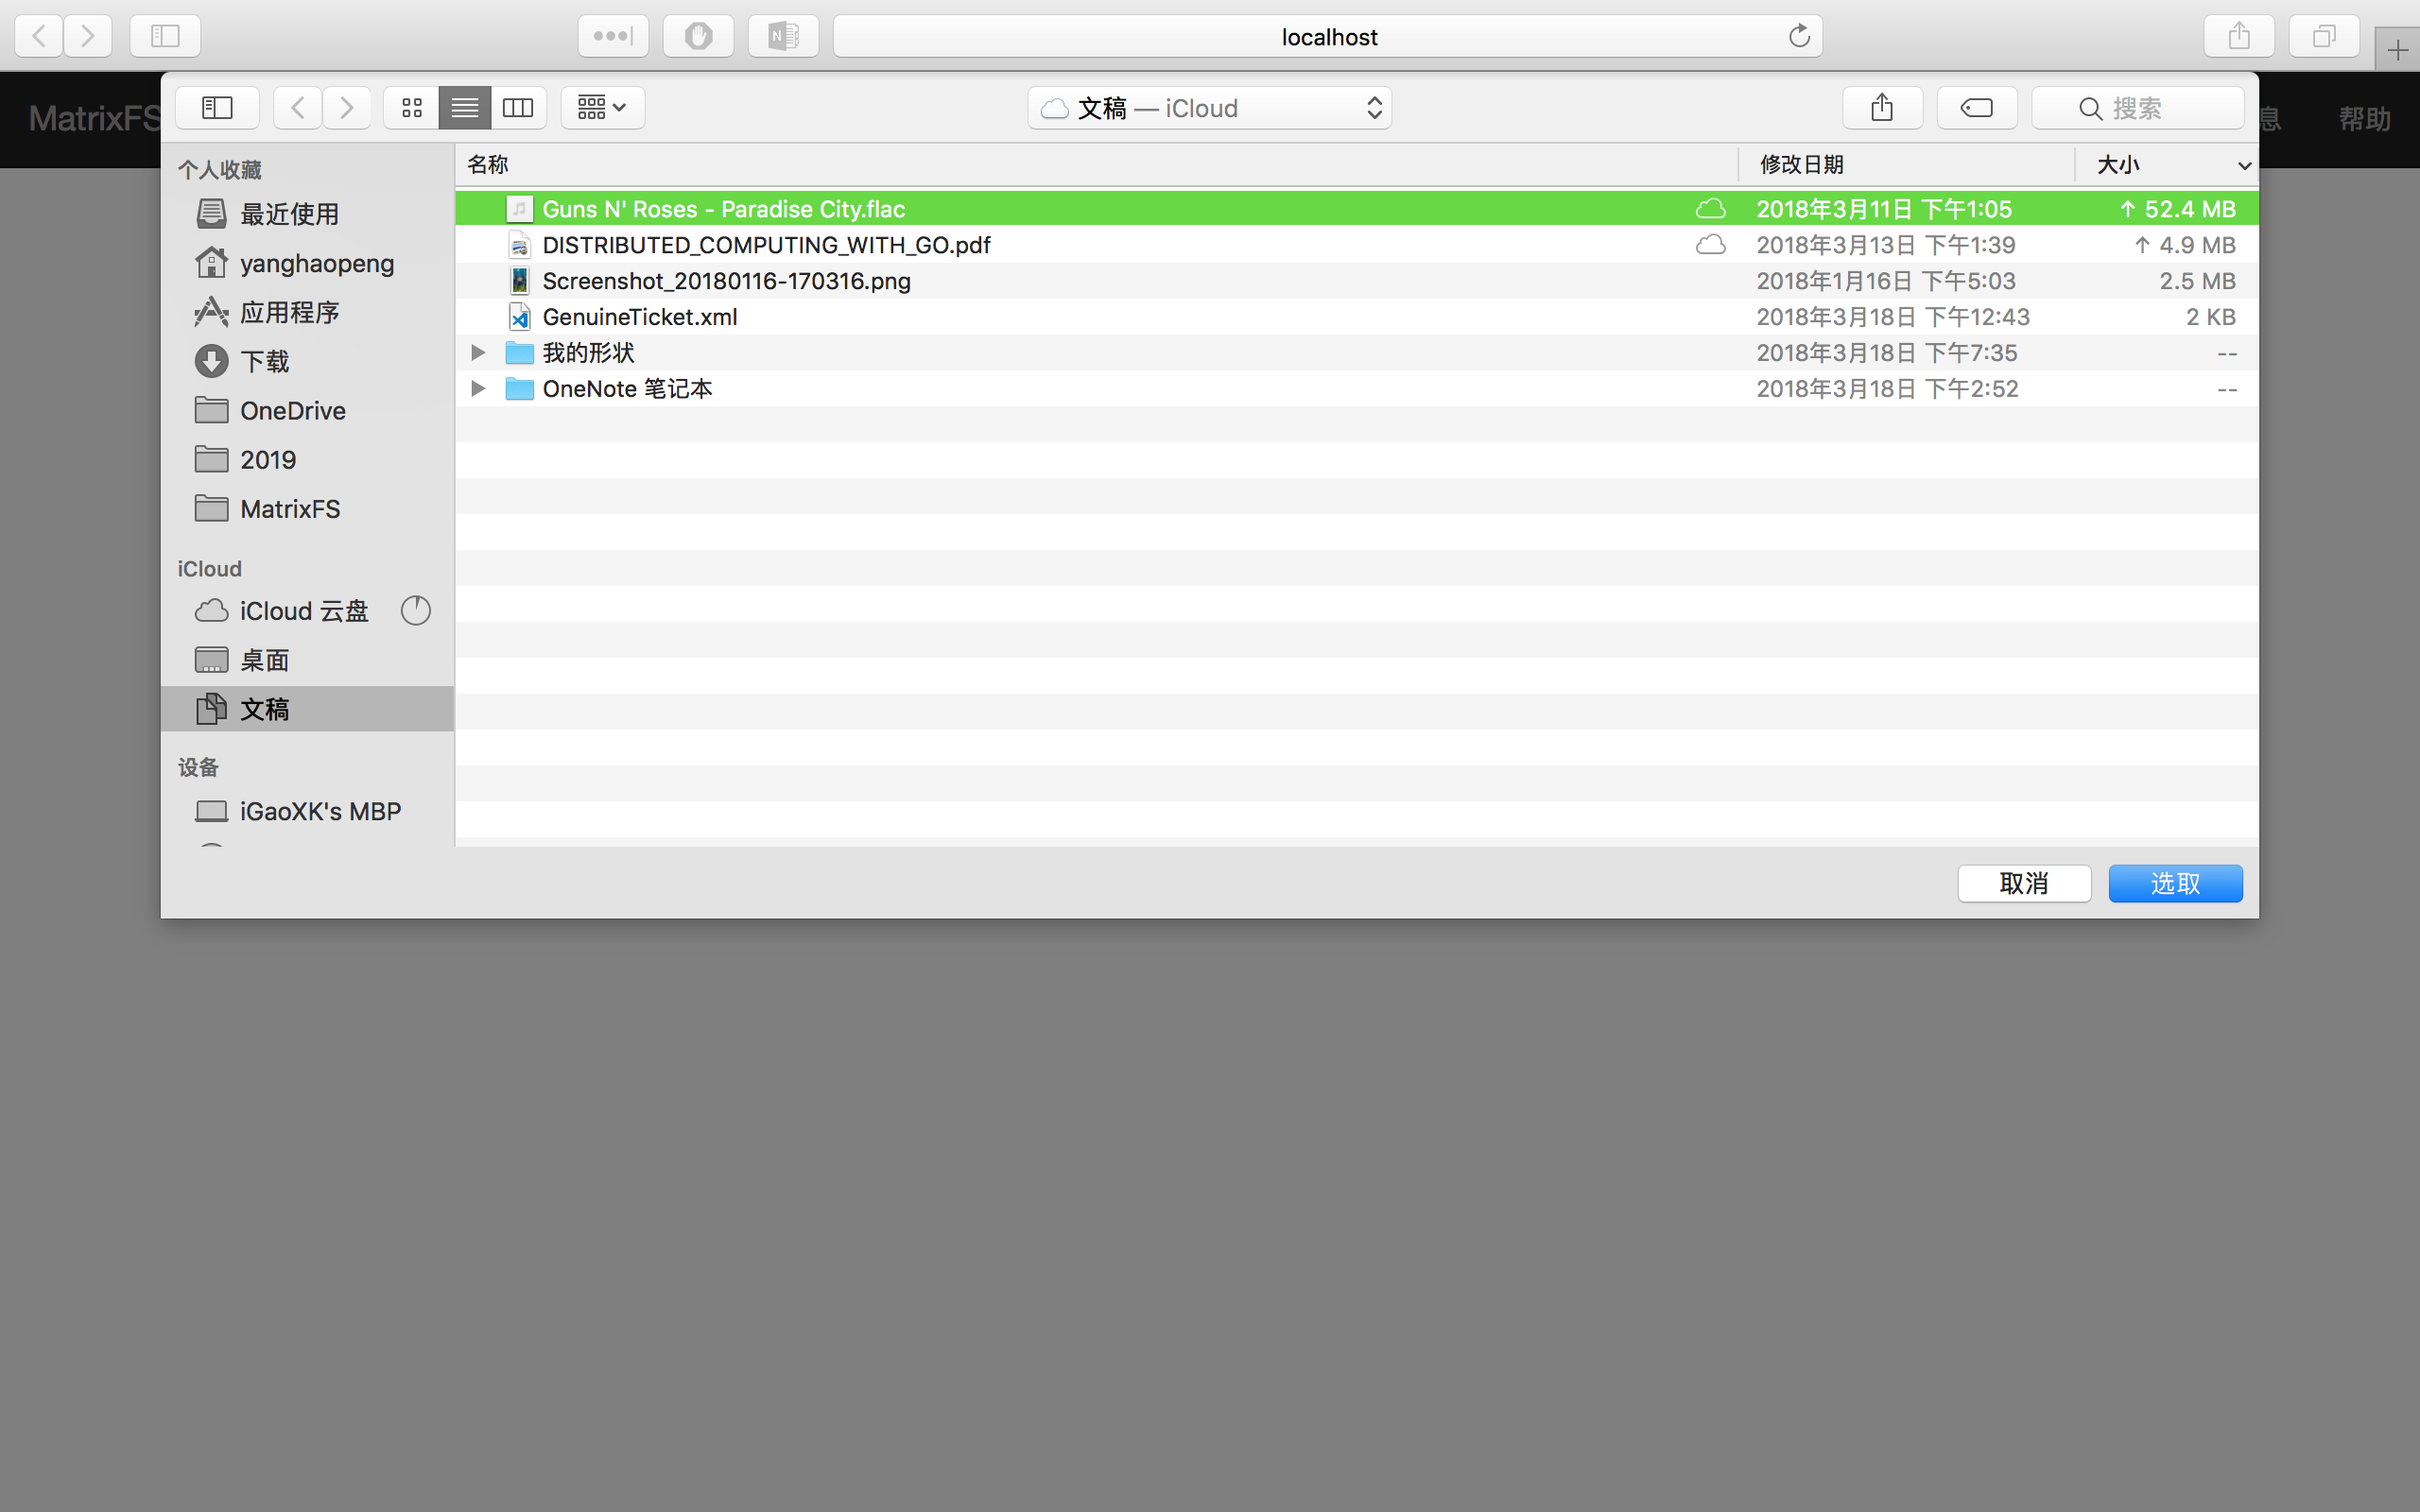 localhost
MatrixFS
息
帮助
文稿 — iCloud
搜索
个人收藏
最近使用
yanghaopeng
应用程序
下载
OneDrive
2019
MatrixFS
iCloud
iCloud 云盘
桌面
文稿
设备
iGaoXK's MBP
名称 修改日期 大小
Guns N' Roses - Paradise City.flac 2018年3月11日 下午1:05 ↑ 52.4 MB
DISTRIBUTED_COMPUTING_WITH_GO.pdf 2018年3月13日 下午1:39 ↑ 4.9 MB
Screenshot_20180116-170316.png 2018年1月16日 下午5:03 2.5 MB
GenuineTicket.xml 2018年3月18日 下午12:43 2 KB
我的形状 2018年3月18日 下午7:35 --
OneNote 笔记本 2018年3月18日 下午2:52 --
取消 选取